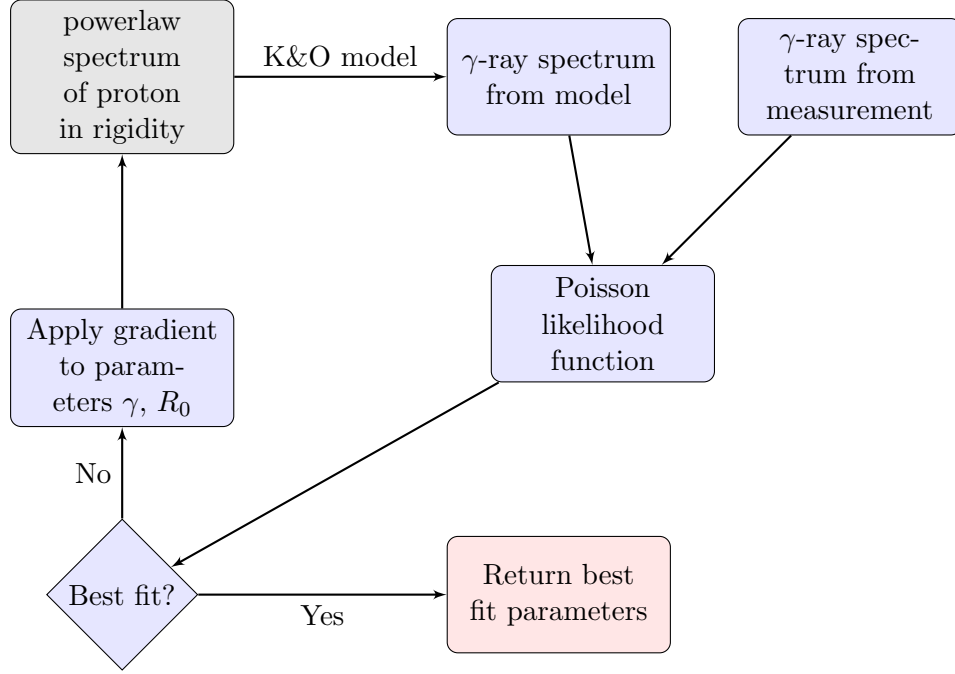 powerlaw
spectrum
of proton
in rigidity
K&O model
γ-ray spectrum
from model
γ-ray spec-
trum from
measurement
Poisson
likelihood
function
Apply gradient
to param-
eters γ, R₀
No
Best fit?
Yes
Return best
fit parameters